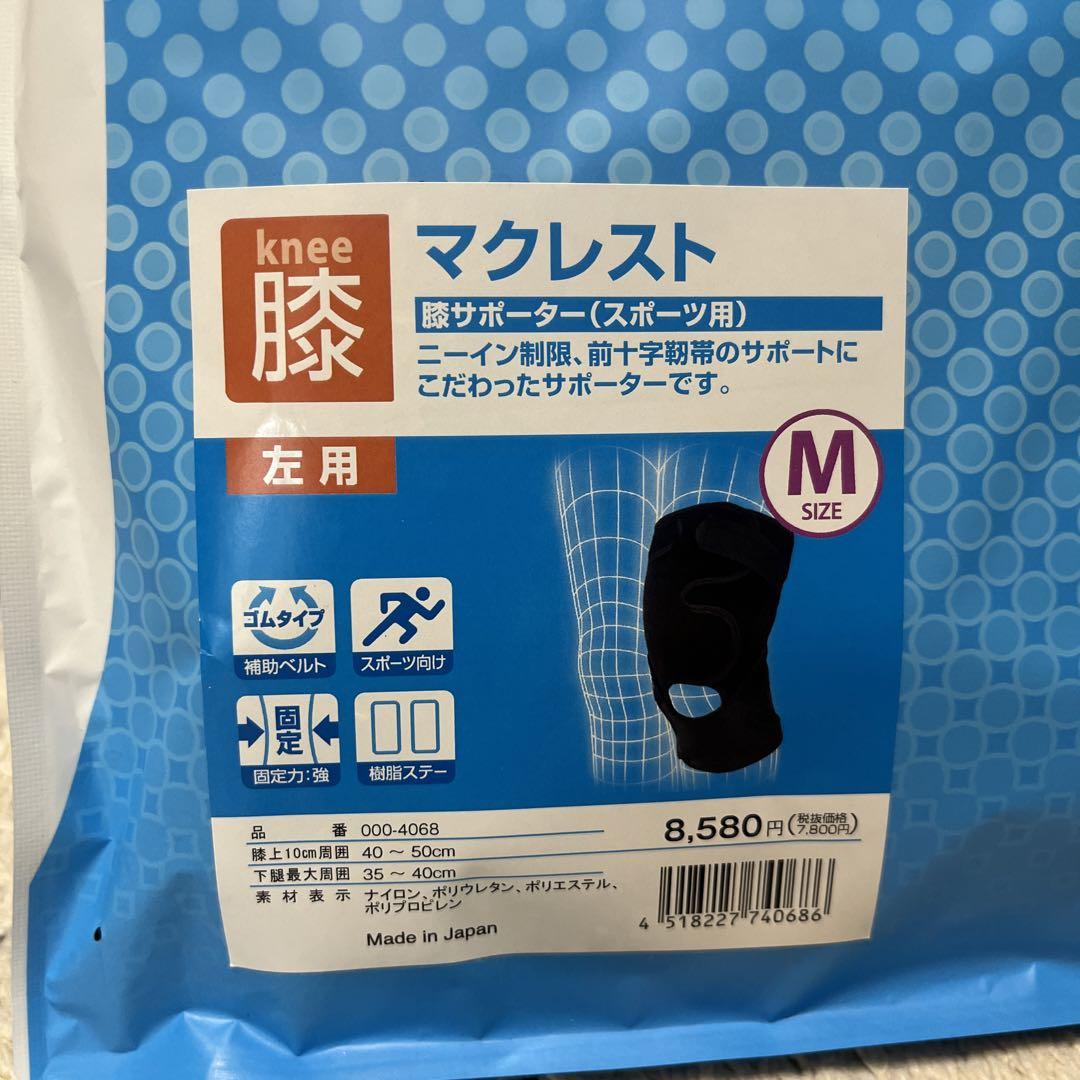 knee
膝
マクレスト
膝サポーター(スポーツ用)
ニーイン制限、前十字靭帯のサポートに
こだわったサポーターです。
左用
M
SIZE
ゴムタイプ
補助ベルト
スポーツ向け
固定
固定力:強
樹脂ステー
品番 000-4068
膝上10cm周囲 40 ～ 50cm
下腿最大周囲 35 ～ 40cm
素材表示 ナイロン、ポリウレタン、ポリエステル、
ポリプロピレン
Made in Japan
8,580円(税抜価格 7,800円)
4 518227 740686